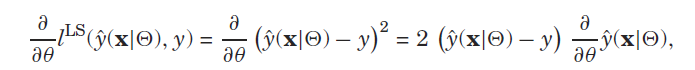 ∂/∂θ l^LS(ŷ(𝐱|Θ), y) = ∂/∂θ (ŷ(𝐱|Θ) − y)² = 2 (ŷ(𝐱|Θ) − y) ∂/∂θ ŷ(𝐱|Θ),